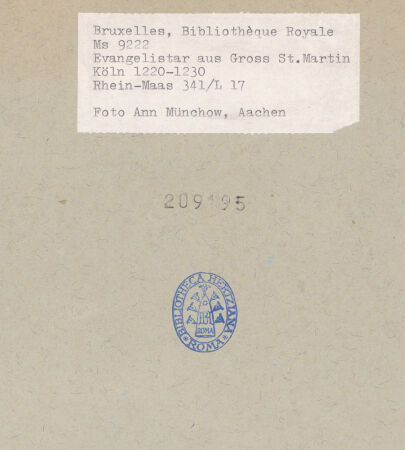 Bruxelles, Bibliothèque Royale
Ms 9222
Evangelistar aus Gross St.Martin
Köln 1220-1230
Rhein-Maas 341/L 17
Foto Ann Münchow, Aachen
209195
BIBLIOTHECA HERTZIANA
ROMA
ROMA